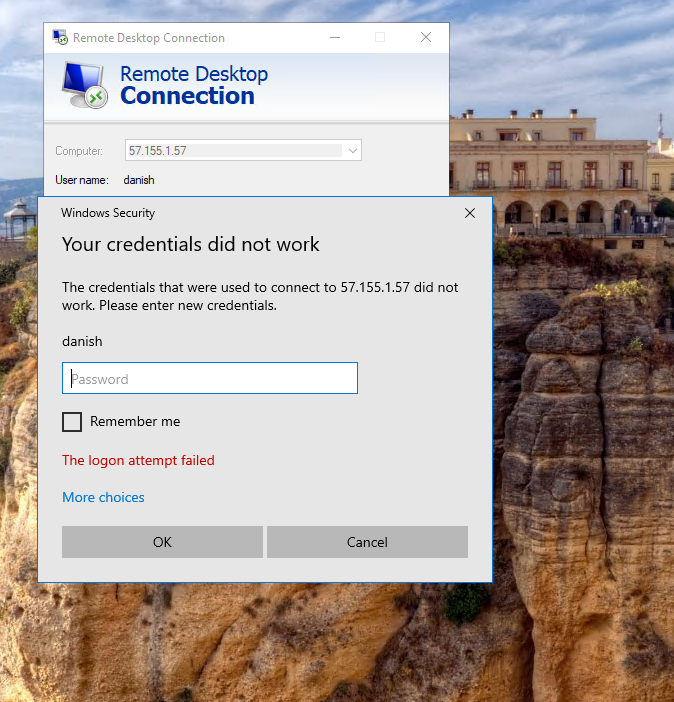 Remote Desktop Connection
Remote Desktop
Connection
Computer: 57.155.1.57
User name: danish
Windows Security
Your credentials did not work
The credentials that were used to connect to 57.155.1.57 did not
work. Please enter new credentials.
danish
Password
Remember me
The logon attempt failed
More choices
OK Cancel